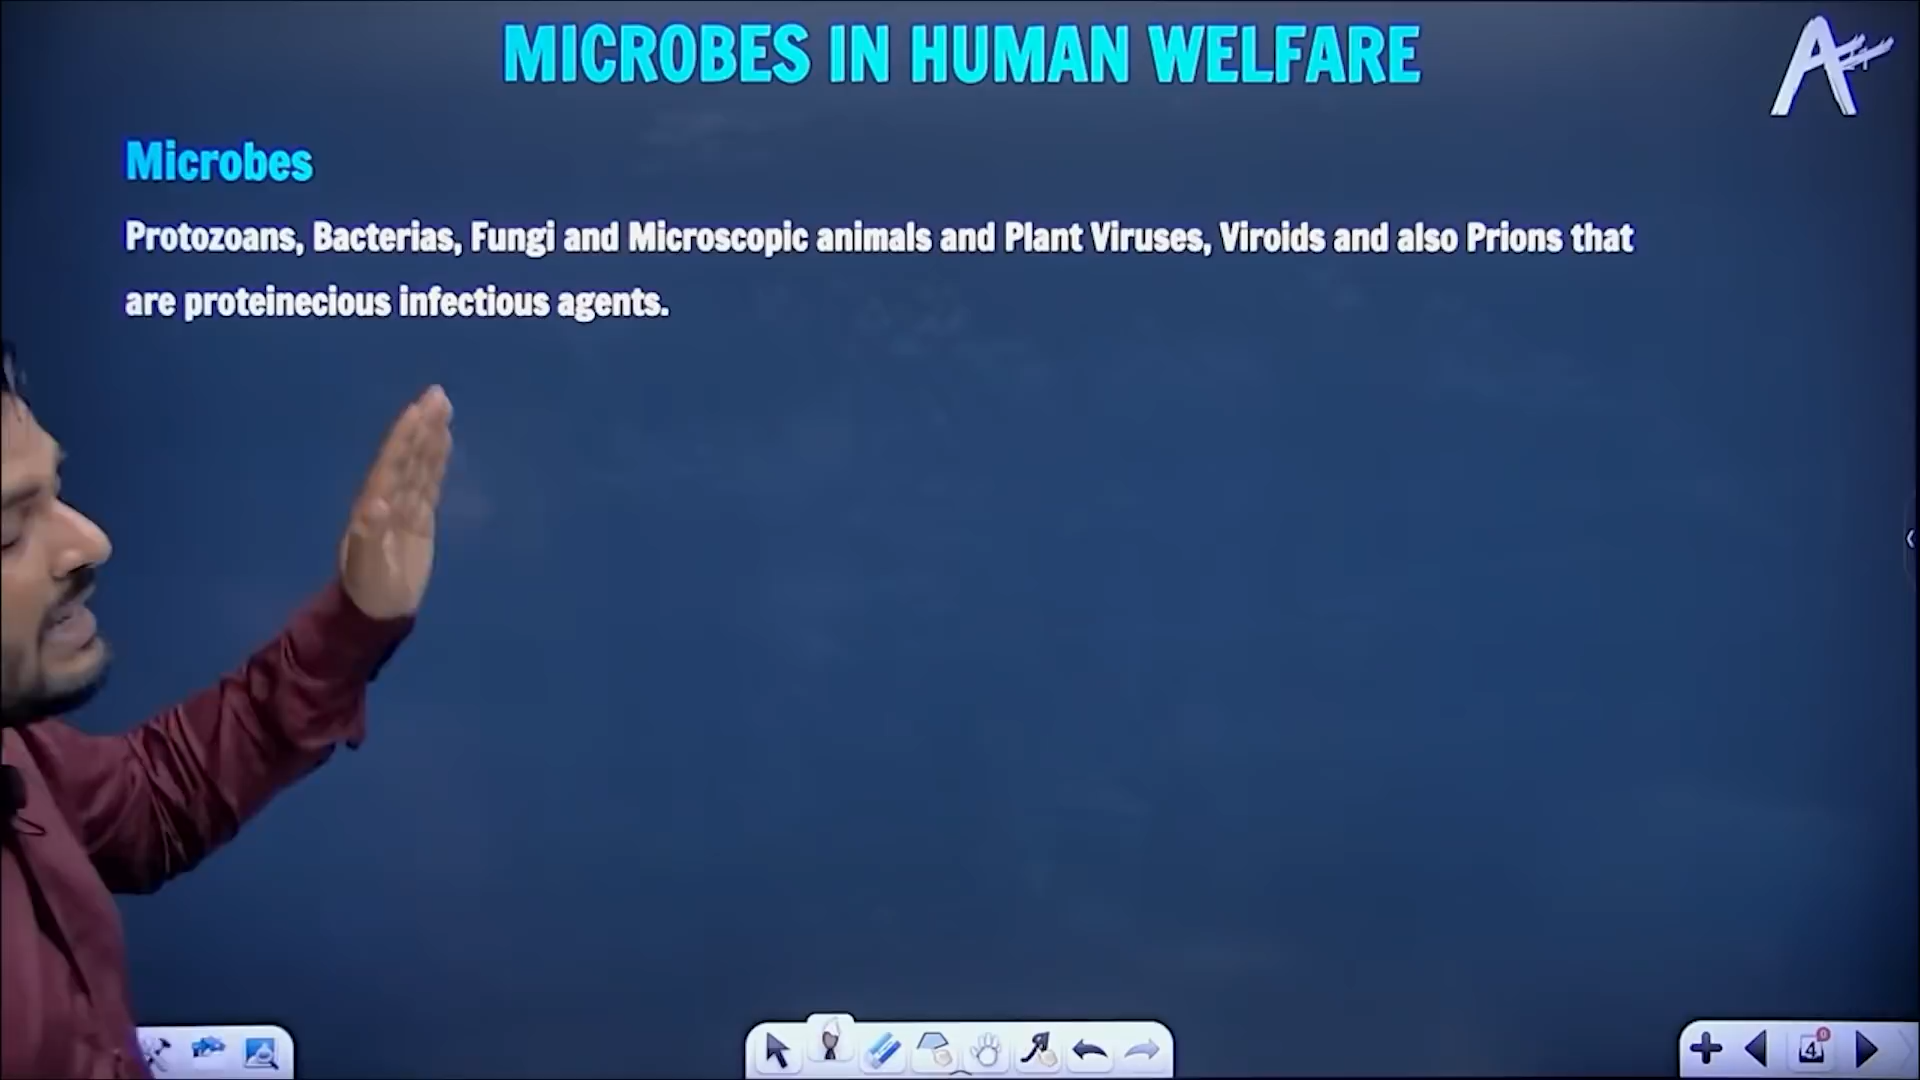 MICROBES IN HUMAN WELFARE
A++
Microbes
Protozoans, Bacterias, Fungi and Microscopic animals and Plant Viruses, Viroids and also Prions that
are proteinecious infectious agents.
4